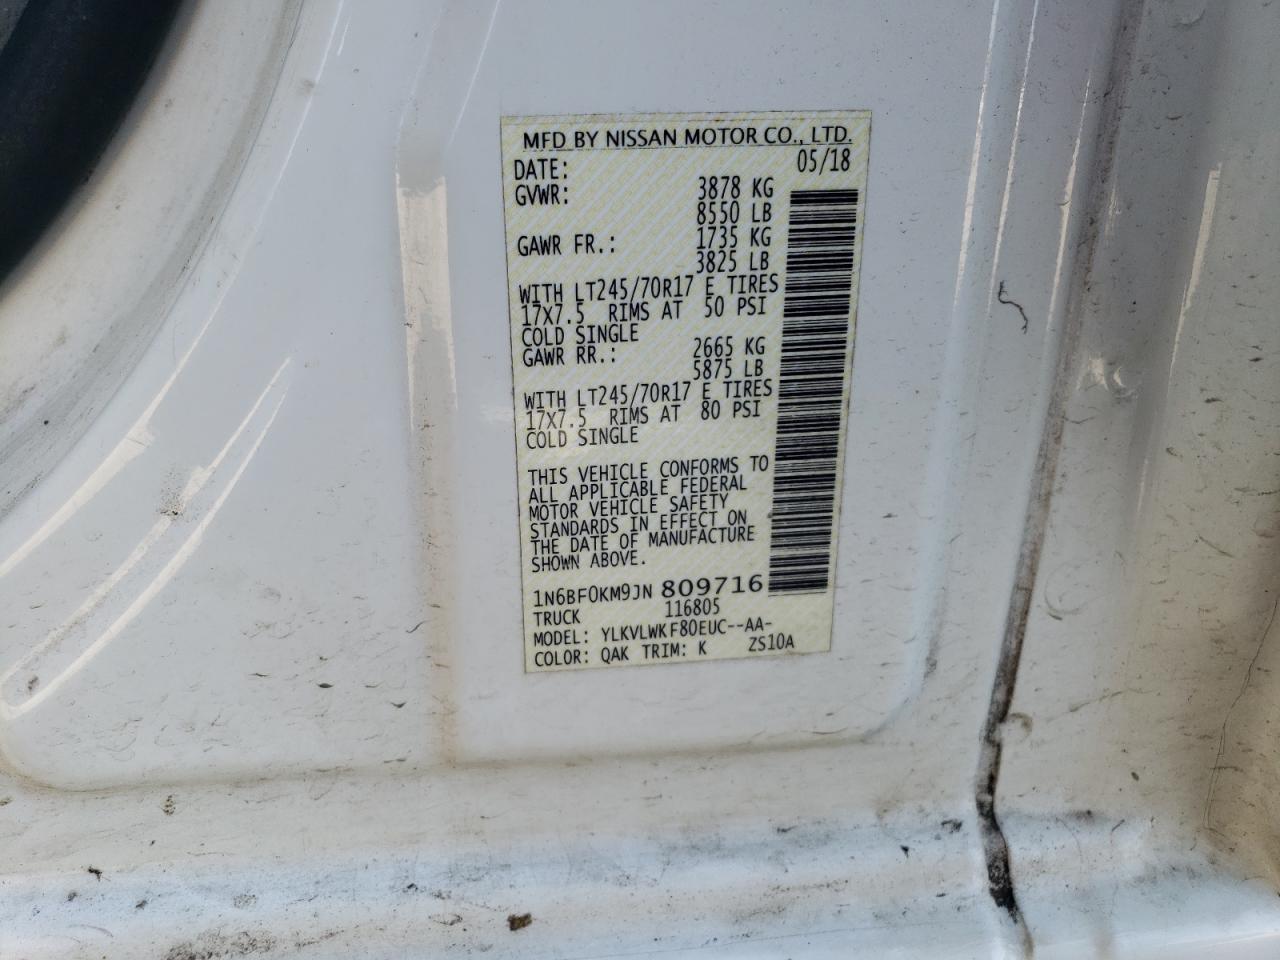 MFD BY NISSAN MOTOR CO., LTD.
DATE: 05/18
GVWR: 3878 KG
8550 LB
GAWR FR.: 1735 KG
3825 LB
WITH LT245/70R17 E TIRES
17X7.5 RIMS AT 50 PSI
COLD SINGLE
GAWR RR.: 2665 KG
5875 LB
WITH LT245/70R17 E TIRES
17X7.5 RIMS AT 80 PSI
COLD SINGLE
THIS VEHICLE CONFORMS TO
ALL APPLICABLE FEDERAL
MOTOR VEHICLE SAFETY
STANDARDS IN EFFECT ON
THE DATE OF MANUFACTURE
SHOWN ABOVE.
1N6BF0KM9JN 809716
TRUCK 116805
MODEL: YLKVLWKF80EUC--AA-
COLOR: QAK TRIM: K ZS10A